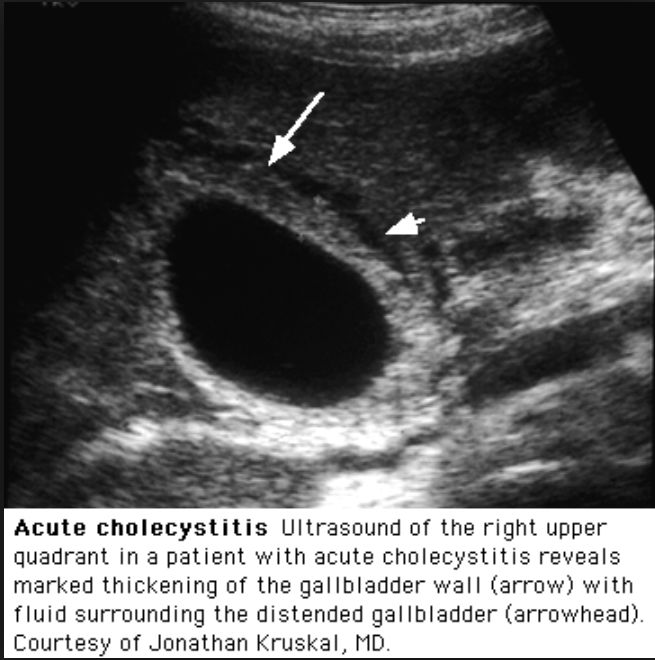 Acute cholecystitis Ultrasound of the right upper
quadrant in a patient with acute cholecystitis reveals
marked thickening of the gallbladder wall (arrow) with
fluid surrounding the distended gallbladder (arrowhead).
Courtesy of Jonathan Kruskal, MD.